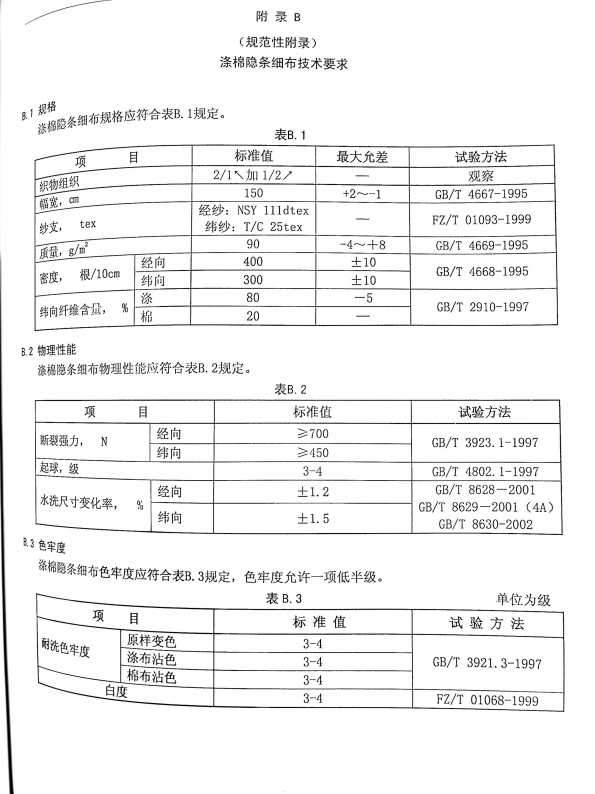 附 录 B
（规范性附录）
涤棉隐条细布技术要求
B.1 规格
涤棉隐条细布规格应符合表B.1规定。
表B.1
项 目 标准值 最大允差 试验方法
织物组织 2/1↖加 1/2↗ — 观察
幅宽，cm 150 +2～-1 GB/T 4667-1995
纱支， tex 经纱：NSY 111dtex — FZ/T 01093-1999
纬纱：T/C 25tex
质量，g/m² 90 -4～+8 GB/T 4669-1995
密度， 根/10cm 经向 400 ±10 GB/T 4668-1995
纬向 300 ±10
纬向纤维含量， % 涤 80 -5 GB/T 2910-1997
棉 20 —
B.2 物理性能
涤棉隐条细布物理性能应符合表B.2规定。
表B.2
项 目 标准值 试验方法
断裂强力， N 经向 ≥700 GB/T 3923.1-1997
纬向 ≥450
起球，级 3-4 GB/T 4802.1-1997
水洗尺寸变化率， % 经向 ±1.2 GB/T 8628－2001
GB/T 8629－2001（4A）
纬向 ±1.5 GB/T 8630-2002
B.3 色牢度
涤棉隐条细布色牢度应符合表B.3规定，色牢度允许一项低半级。
表 B.3 单位为级
项 目 标 准 值 试 验 方 法
耐洗色牢度 原样变色 3-4 GB/T 3921.3-1997
涤布沾色 3-4
棉布沾色 3-4
白度 3-4 FZ/T 01068-1999